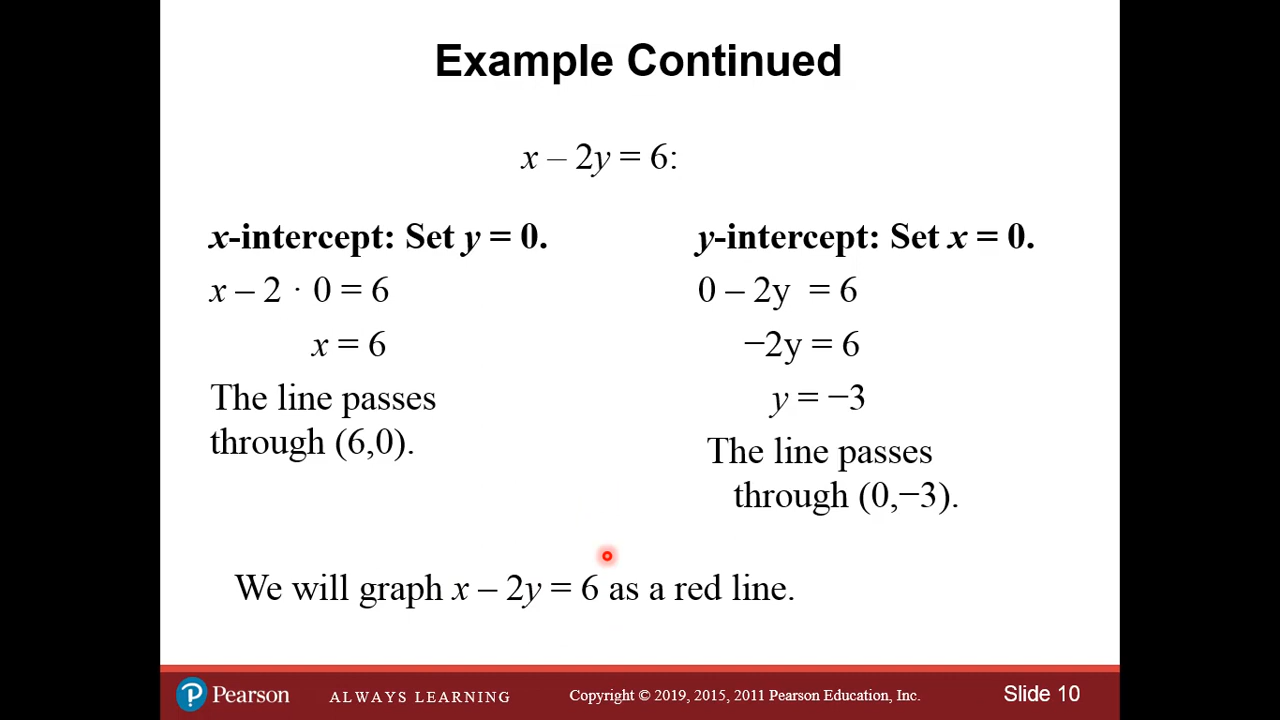 Example Continued
x – 2y = 6:
x-intercept: Set y = 0.
x – 2 · 0 = 6
x = 6
The line passes
through (6,0).
y-intercept: Set x = 0.
0 – 2y = 6
−2y = 6
y = −3
The line passes
through (0,−3).
We will graph x – 2y = 6 as a red line.
P Pearson
ALWAYS LEARNING
Copyright © 2019, 2015, 2011 Pearson Education, Inc.
Slide 10